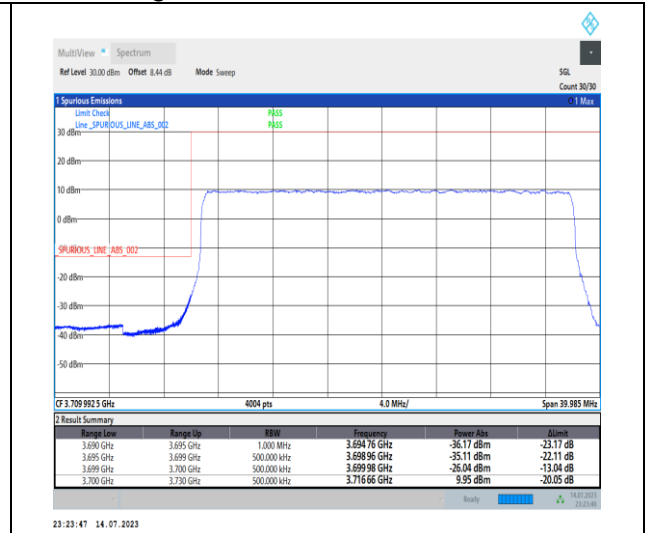 MultiView Spectrum
Ref Level 30.00 dBm Offset 8.44 dB Mode Sweep SGL
Count 30/30
1 Spurious Emissions 1 Max
Limit Check PASS
Line _SPURIOUS_LINE_ABS_002 PASS
30 dBm
20 dBm
10 dBm
0 dBm
_SPURIOUS_LINE_ABS_002
-20 dBm
-30 dBm
-40 dBm
-50 dBm
CF 3.709 992 5 GHz 4004 pts 4.0 MHz/ Span 39.985 MHz
2 Result Summary
Range Low Range Up RBW Frequency Power Abs ΔLimit
3.690 GHz 3.695 GHz 1.000 MHz 3.694 76 GHz -36.17 dBm -23.17 dB
3.695 GHz 3.699 GHz 500.000 kHz 3.698 96 GHz -35.11 dBm -22.11 dB
3.699 GHz 3.700 GHz 500.000 kHz 3.699 98 GHz -26.04 dBm -13.04 dB
3.700 GHz 3.730 GHz 500.000 kHz 3.716 66 GHz 9.95 dBm -20.05 dB
Ready 14.07.2023
23:23:48
23:23:47 14.07.2023